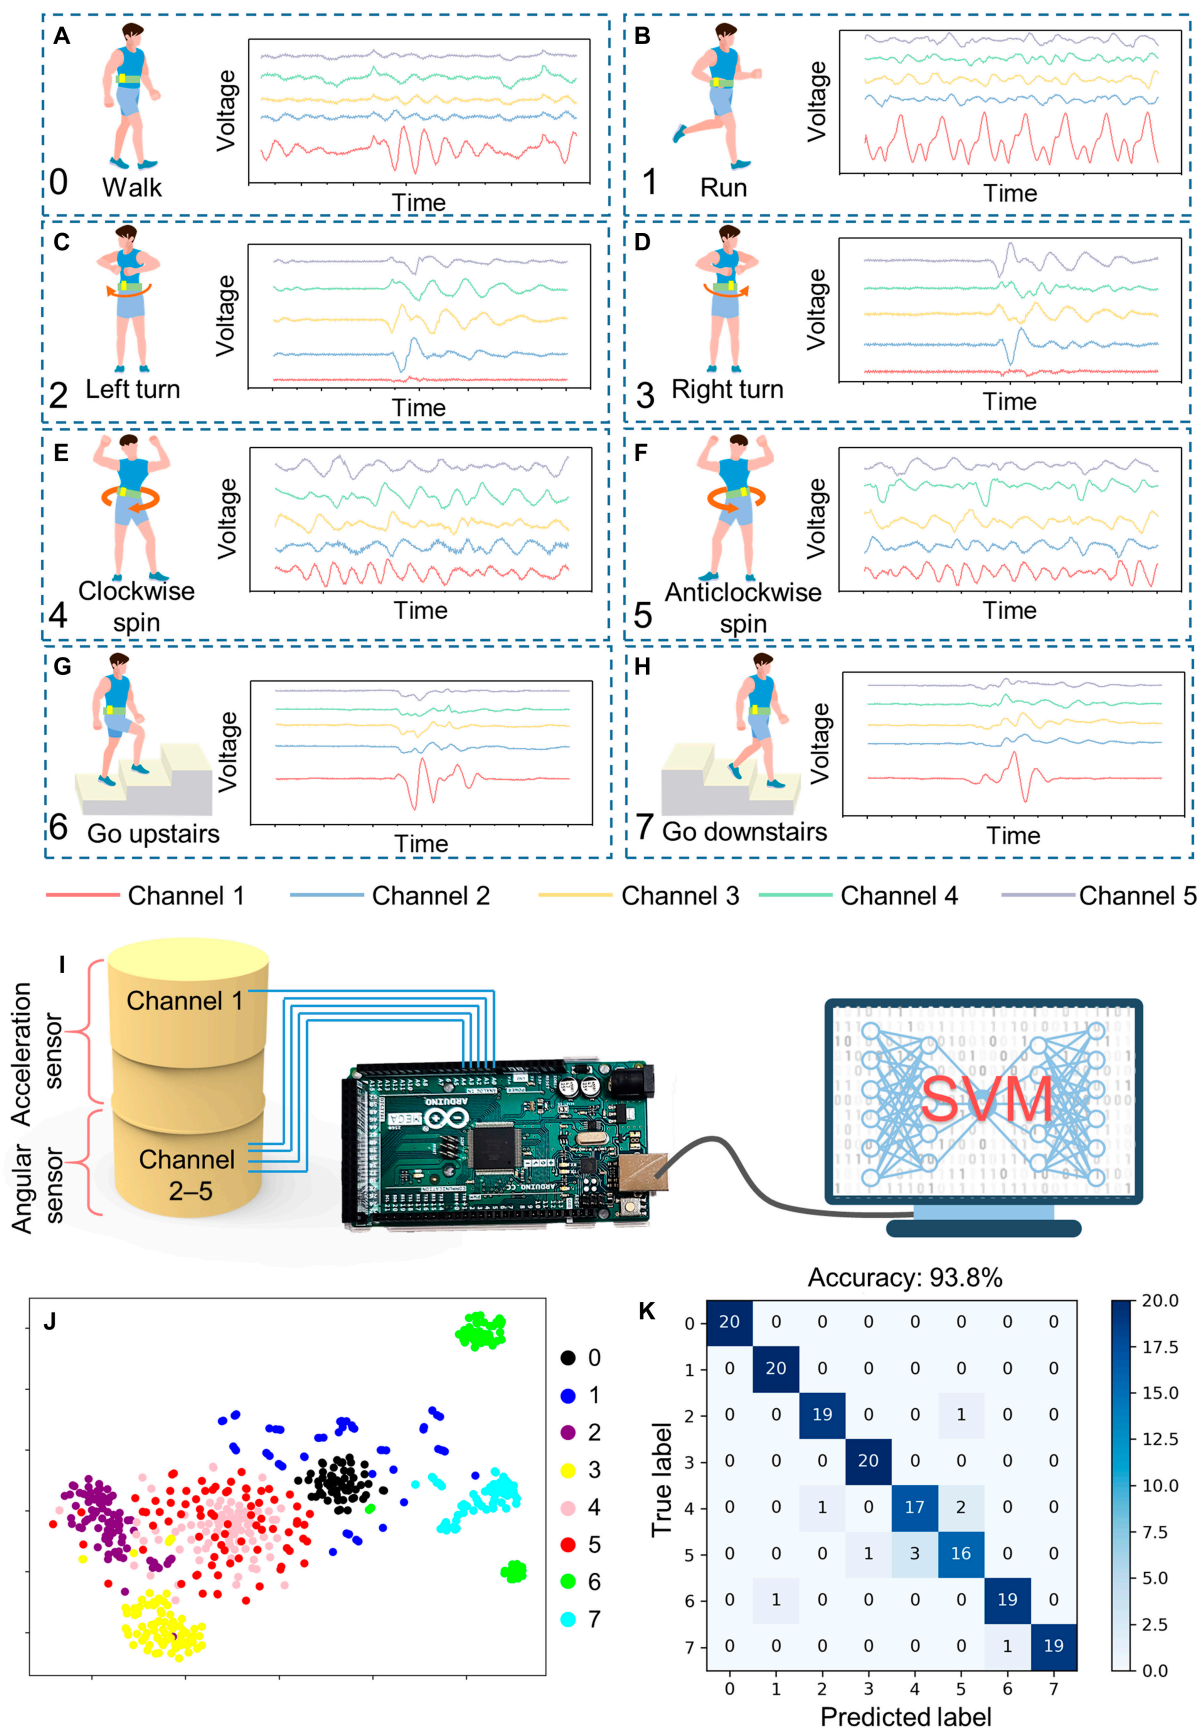 A
Voltage
0
Walk
Time
B
Voltage
1
Run
Time
C
Voltage
2
Left turn
Time
D
Voltage
3
Right turn
Time
E
Voltage
4
Clockwise
spin
Time
F
Voltage
5
Anticlockwise
spin
Time
G
Voltage
6
Go upstairs
Time
H
Voltage
7
Go downstairs
Time
Channel 1
Channel 2
Channel 3
Channel 4
Channel 5
I
Acceleration
sensor
Angular
sensor
Channel 1
Channel
2–5
ARDUINO
MEGA
ARDUINO.CC
SVM
J
0
1
2
3
4
5
6
7
K
Accuracy: 93.8%
True label
0 20 0 0 0 0 0 0 0
1 0 20 0 0 0 0 0 0
2 0 0 19 0 0 1 0 0
3 0 0 0 20 0 0 0 0
4 0 0 1 0 17 2 0 0
5 0 0 0 1 3 16 0 0
6 0 1 0 0 0 0 19 0
7 0 0 0 0 0 0 1 19
0 1 2 3 4 5 6 7
Predicted label
20.0
17.5
15.0
12.5
10.0
7.5
5.0
2.5
0.0